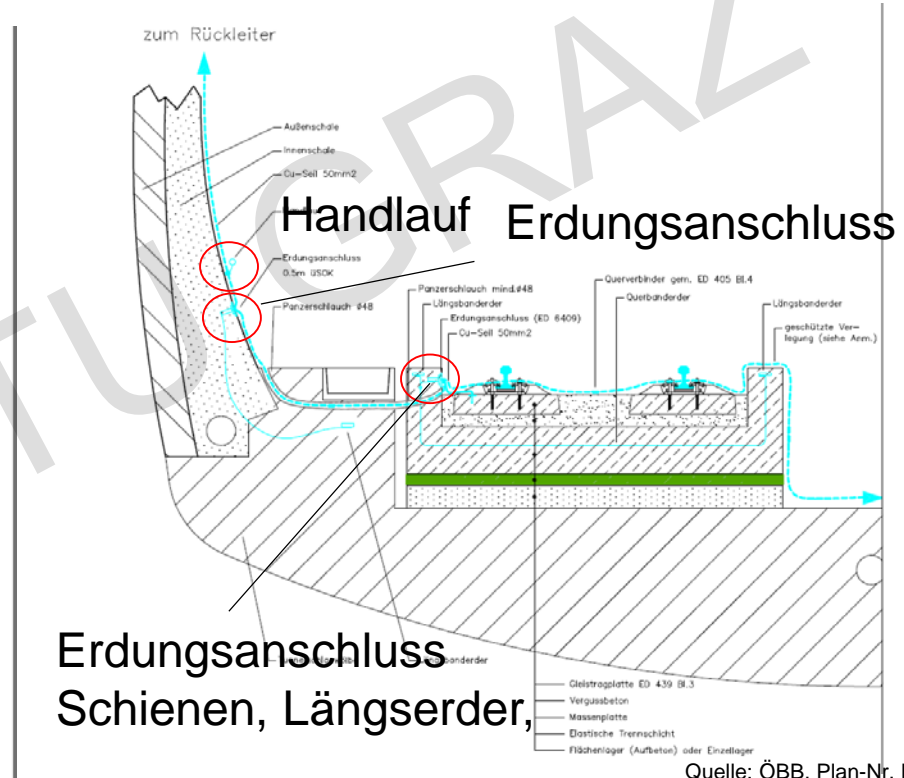 zum Rückleiter
Außenschale
Innenschale
Cu-Seil 50mm2
Handlauf
Erdungsanschluss
Erdungsanschluss
0.5m üSOK
Panzerschlauch ø48
Panzerschlauch mind.ø48
Längsbanderder
Erdungsanschluss (ED 6409)
Cu-Seil 50mm2
Querverbinder gem. ED 405 Bl.4
Querbanderder
Längsbanderder
geschützte Ver-
legung (siehe Anm.)
TU GRAZ
Erdungsanschluss
Schienen, Längserder,
Gleistragplatte ED 439 Bl.3
Vergussbeton
Massenplatte
Elastische Trennschicht
Flächenlager (Aufbeton) oder Einzellager
Quelle: ÖBB, Plan-Nr.